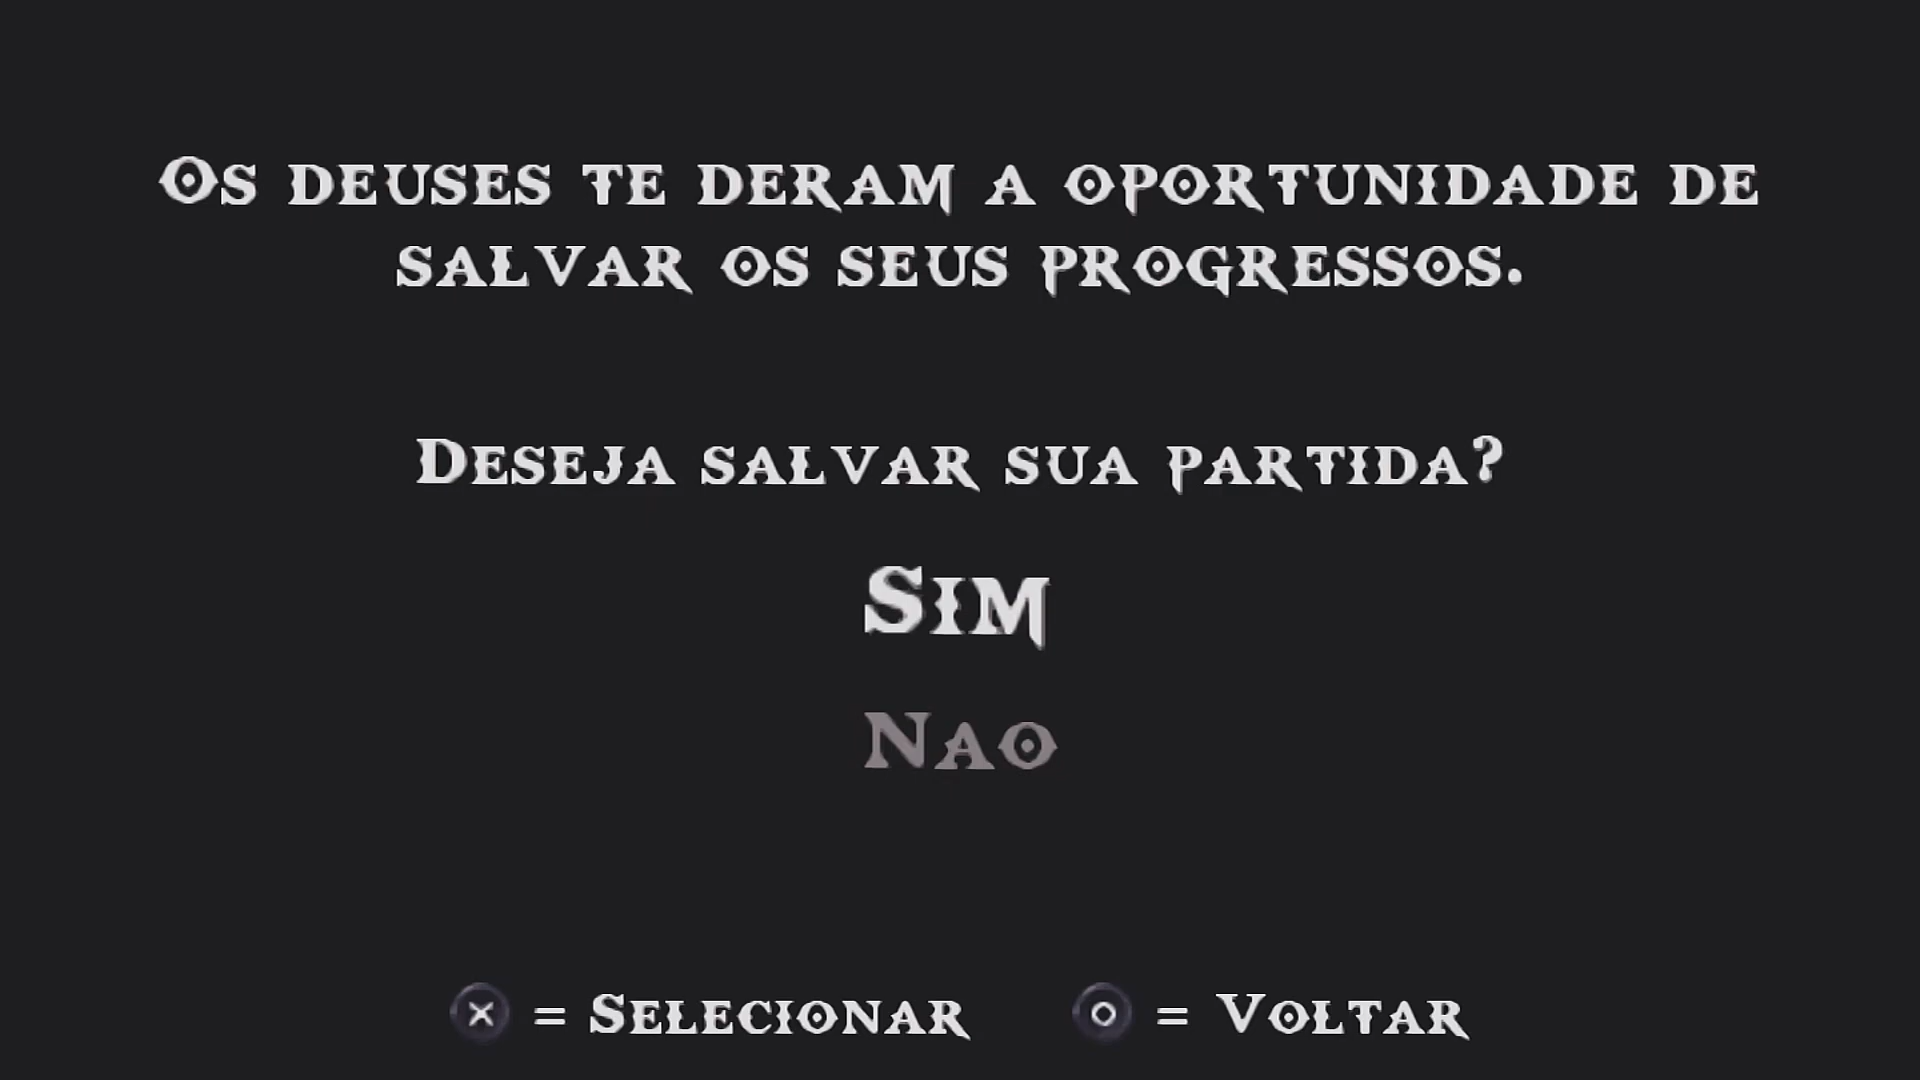 Os deuses te deram a oportunidade de
salvar os seus progressos.
Deseja salvar sua partida?
Sim
Nao
X = Selecionar O = Voltar